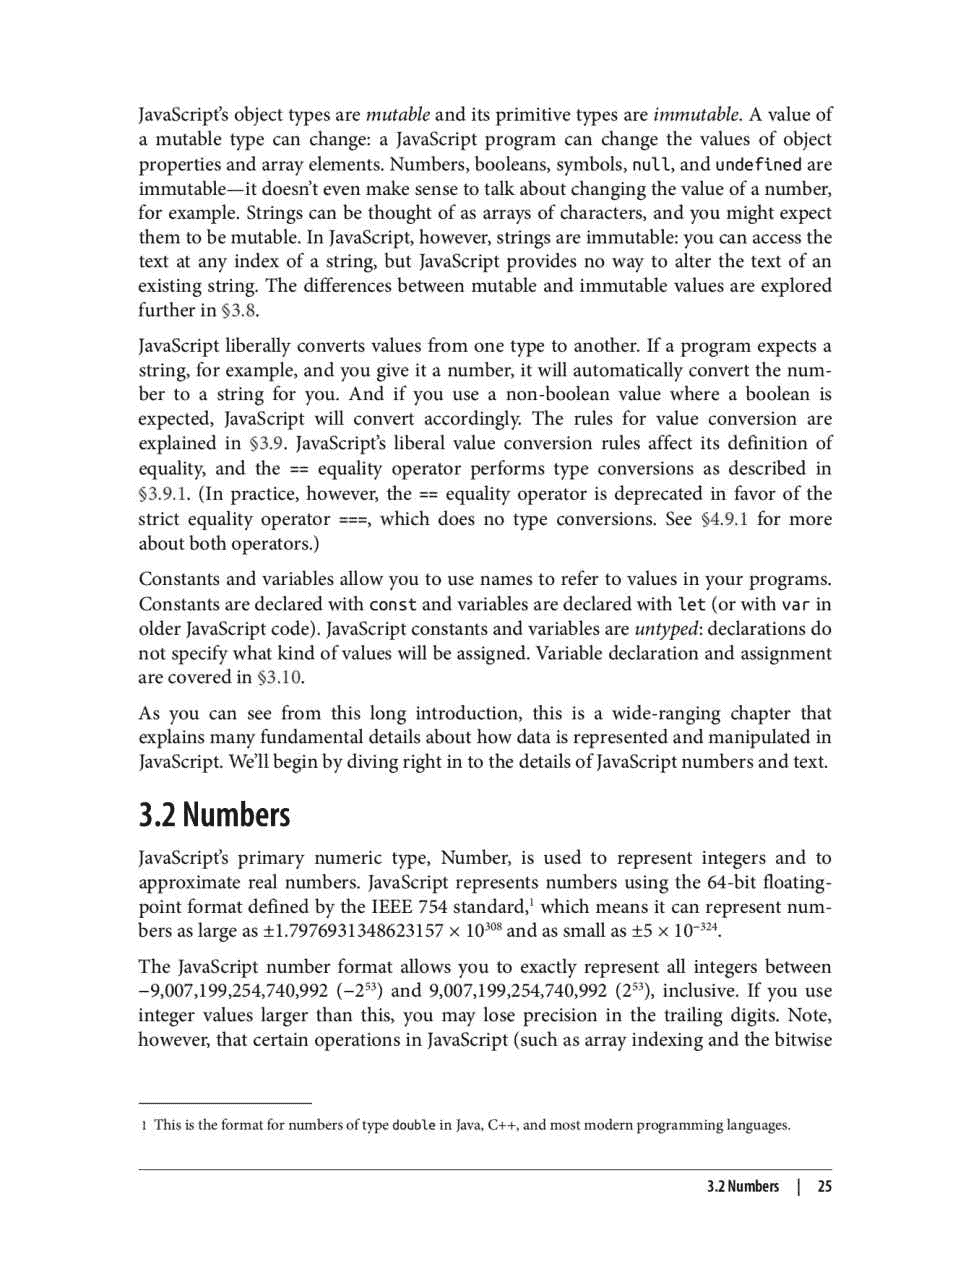 JavaScript’s object types are mutable and its primitive types are immutable. A value of
a mutable type can change: a JavaScript program can change the values of object
properties and array elements. Numbers, booleans, symbols, null, and undefined are
immutable—it doesn’t even make sense to talk about changing the value of a number,
for example. Strings can be thought of as arrays of characters, and you might expect
them to be mutable. In JavaScript, however, strings are immutable: you can access the
text at any index of a string, but JavaScript provides no way to alter the text of an
existing string. The differences between mutable and immutable values are explored
further in §3.8.
JavaScript liberally converts values from one type to another. If a program expects a
string, for example, and you give it a number, it will automatically convert the num-
ber to a string for you. And if you use a non-boolean value where a boolean is
expected, JavaScript will convert accordingly. The rules for value conversion are
explained in §3.9. JavaScript’s liberal value conversion rules affect its definition of
equality, and the == equality operator performs type conversions as described in
§3.9.1. (In practice, however, the == equality operator is deprecated in favor of the
strict equality operator ===, which does no type conversions. See §4.9.1 for more
about both operators.)
Constants and variables allow you to use names to refer to values in your programs.
Constants are declared with const and variables are declared with let (or with var in
older JavaScript code). JavaScript constants and variables are untyped: declarations do
not specify what kind of values will be assigned. Variable declaration and assignment
are covered in §3.10.
As you can see from this long introduction, this is a wide-ranging chapter that
explains many fundamental details about how data is represented and manipulated in
JavaScript. We’ll begin by diving right in to the details of JavaScript numbers and text.
3.2 Numbers
JavaScript’s primary numeric type, Number, is used to represent integers and to
approximate real numbers. JavaScript represents numbers using the 64-bit floating-
point format defined by the IEEE 754 standard,¹ which means it can represent num-
bers as large as ±1.7976931348623157 × 10³⁰⁸ and as small as ±5 × 10⁻³²⁴.
The JavaScript number format allows you to exactly represent all integers between
−9,007,199,254,740,992 (−2⁵³) and 9,007,199,254,740,992 (2⁵³), inclusive. If you use
integer values larger than this, you may lose precision in the trailing digits. Note,
however, that certain operations in JavaScript (such as array indexing and the bitwise
1 This is the format for numbers of type double in Java, C++, and most modern programming languages.
3.2 Numbers | 25